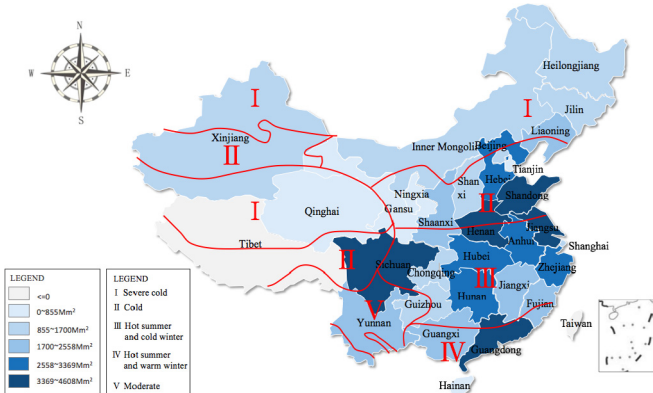 N
W
E
S
Heilongjiang
I
I
Jilin
Xinjiang
Liaoning
Inner Mongoli
Beijing
II
Tianjin
Hebei
Ningxia
Shan
xi
Shandong
I
Qinghai
Gansu
II
Shaanxi
Henan
Jiangsu
Tibet
Anhui
Shanghai
II
Sichuan
Hubei
Chongqing
III
Zhejiang
Hunan
Jiangxi
V
Guizhou
Fujian
Yunnan
Guangxi
Taiwan
IV
Guangdong
Hainan
LEGEND
<=0
0~855Mm²
855~1700Mm²
1700~2558Mm²
2558~3369Mm²
3369~4608Mm²
LEGEND
I Severe cold
II Cold
III Hot summer
and cold winter
IV Hot summer
and warm winter
V Moderate